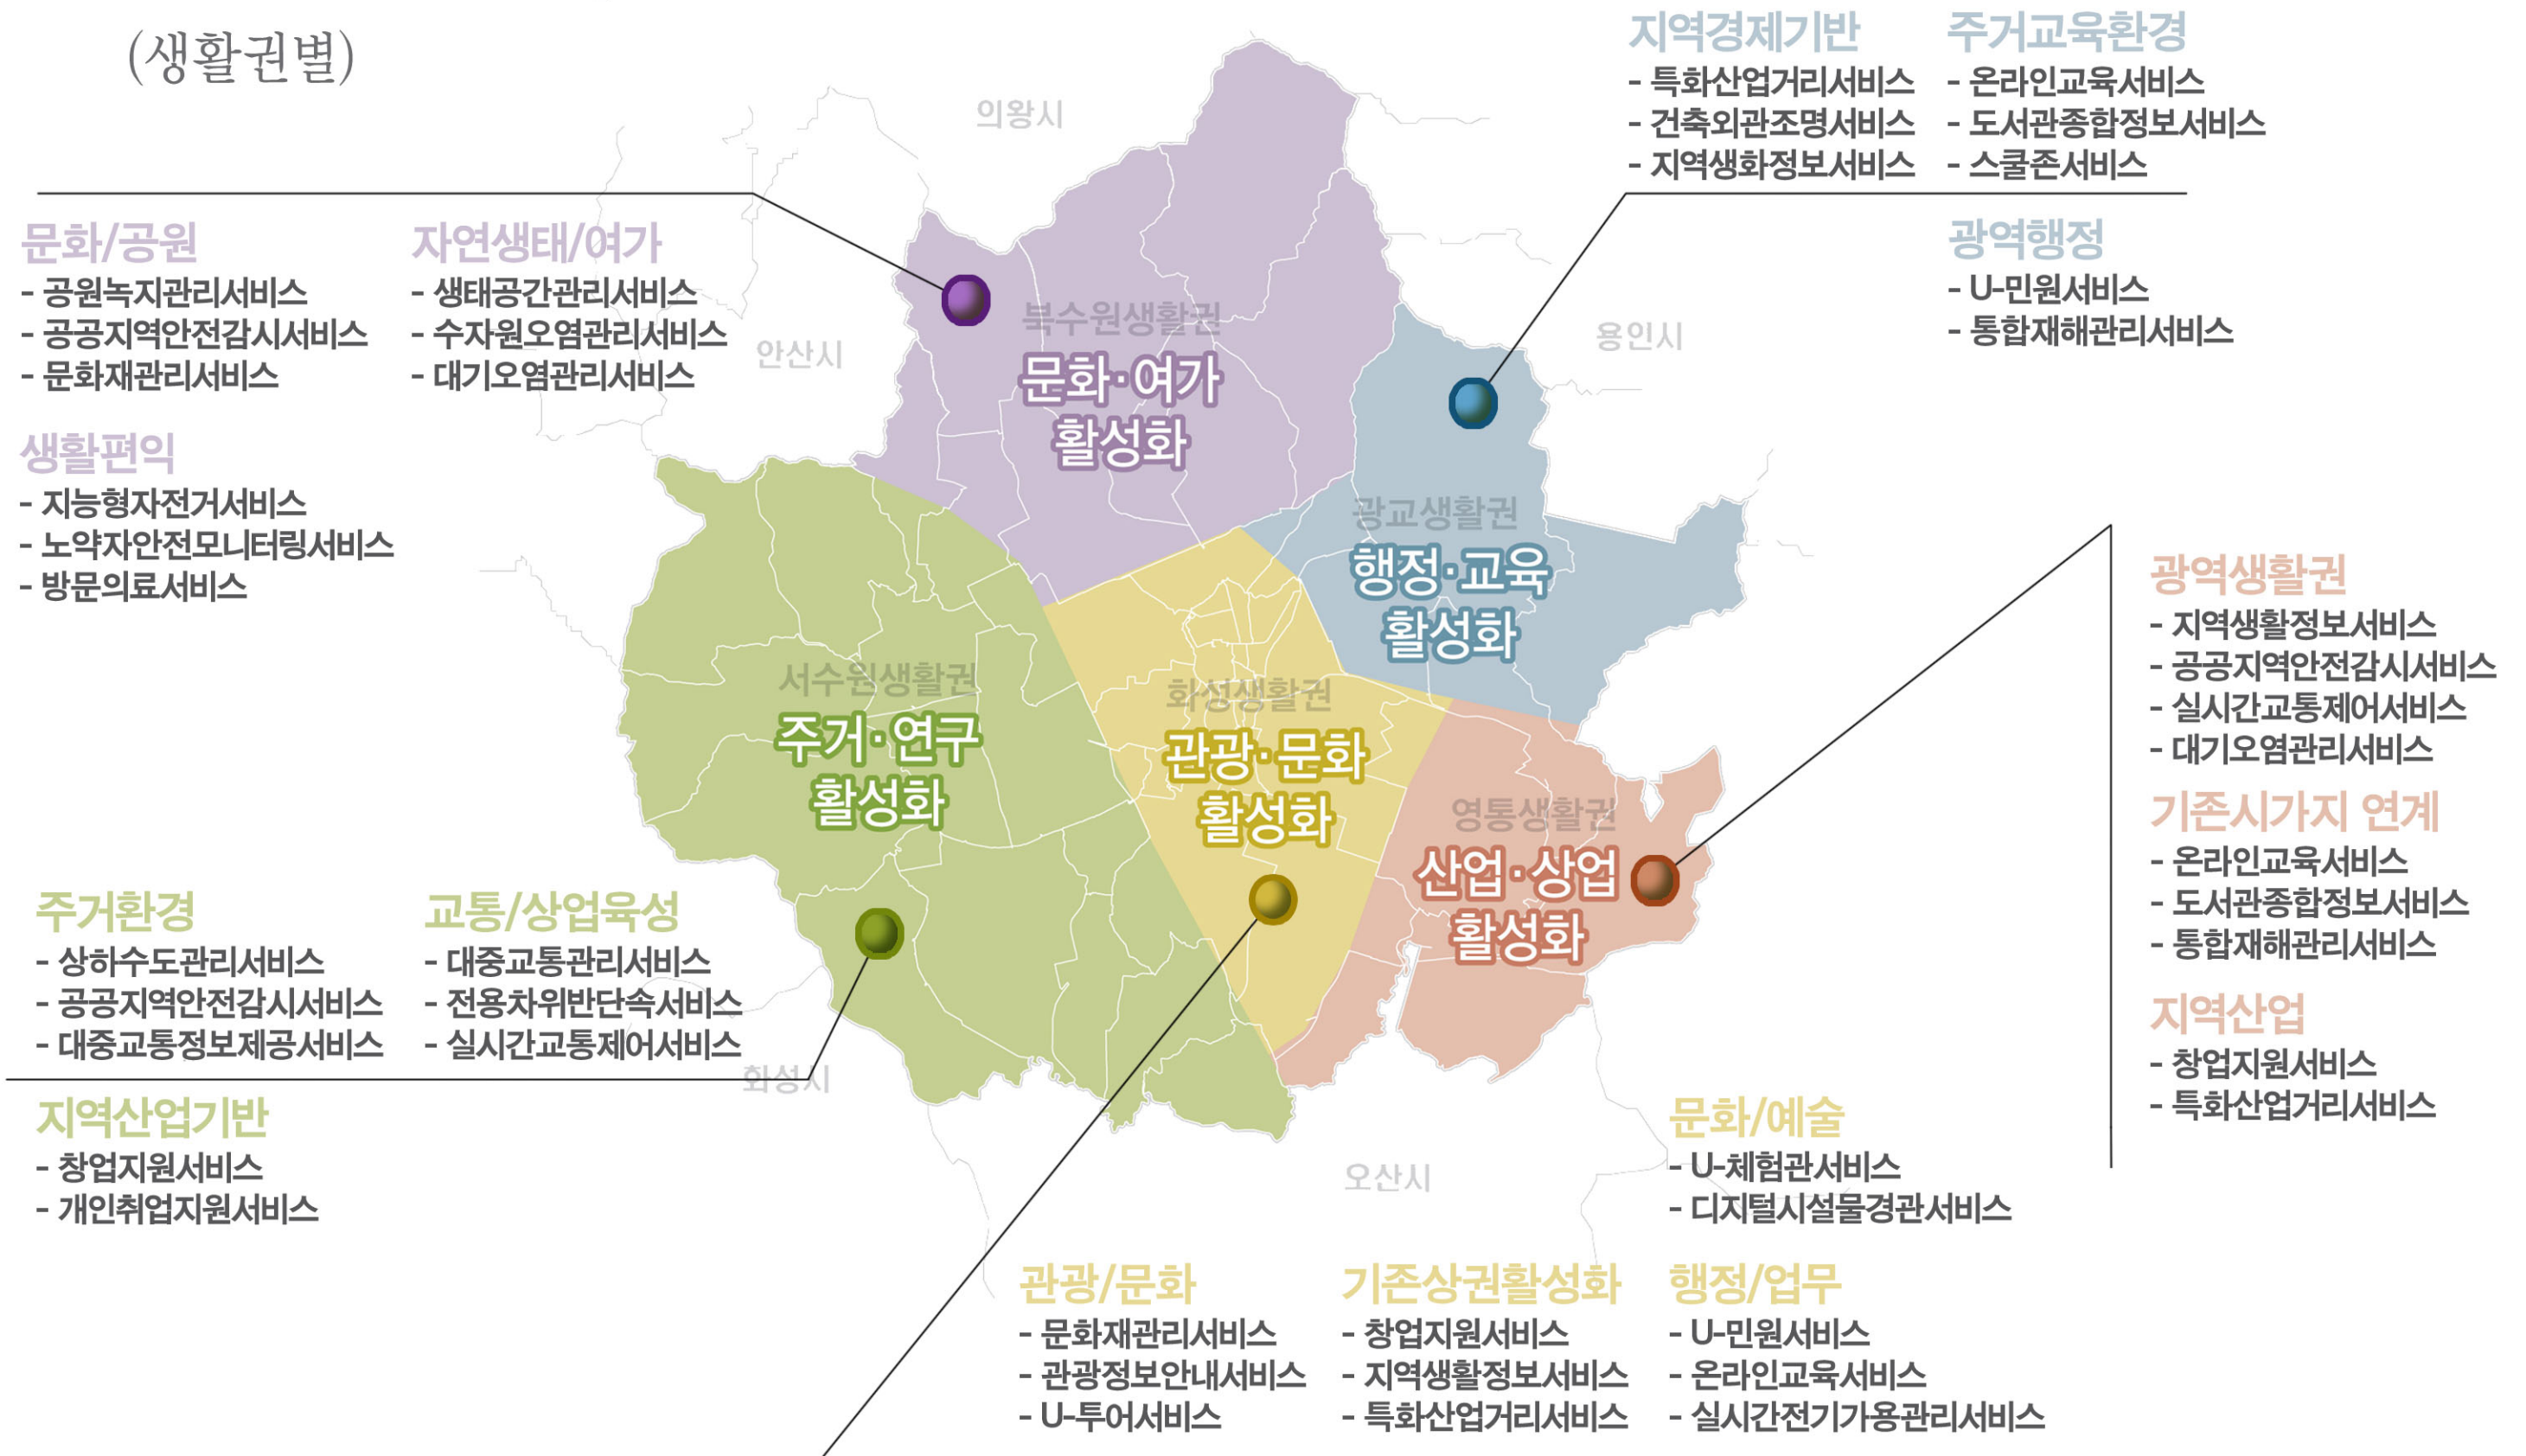 (생활권별)
지역경제기반
- 특화산업거리서비스
- 건축외관조명서비스
- 지역생화정보서비스
주거교육환경
- 온라인교육서비스
- 도서관종합정보서비스
- 스쿨존서비스
광역행정
- U-민원서비스
- 통합재해관리서비스
문화/공원
- 공원녹지관리서비스
- 공공지역안전감시서비스
- 문화재관리서비스
자연생태/여가
- 생태공간관리서비스
- 수자원오염관리서비스
- 대기오염관리서비스
생활편익
- 지능형자전거서비스
- 노약자안전모니터링서비스
- 방문의료서비스
의왕시
안산시
용인시
북수원생활권
문화·여가
활성화
광교생활권
행정·교육
활성화
서수원생활권
주거·연구
활성화
화성생활권
관광·문화
활성화
영통생활권
산업·상업
활성화
화성시
오산시
광역생활권
- 지역생활정보서비스
- 공공지역안전감시서비스
- 실시간교통제어서비스
- 대기오염관리서비스
기존시가지 연계
- 온라인교육서비스
- 도서관종합정보서비스
- 통합재해관리서비스
지역산업
- 창업지원서비스
- 특화산업거리서비스
주거환경
- 상하수도관리서비스
- 공공지역안전감시서비스
- 대중교통정보제공서비스
교통/상업육성
- 대중교통관리서비스
- 전용차위반단속서비스
- 실시간교통제어서비스
지역산업기반
- 창업지원서비스
- 개인취업지원서비스
문화/예술
- U-체험관서비스
- 디지털시설물경관서비스
관광/문화
- 문화재관리서비스
- 관광정보안내서비스
- U-투어서비스
기존상권활성화
- 창업지원서비스
- 지역생활정보서비스
- 특화산업거리서비스
행정/업무
- U-민원서비스
- 온라인교육서비스
- 실시간전기가용관리서비스